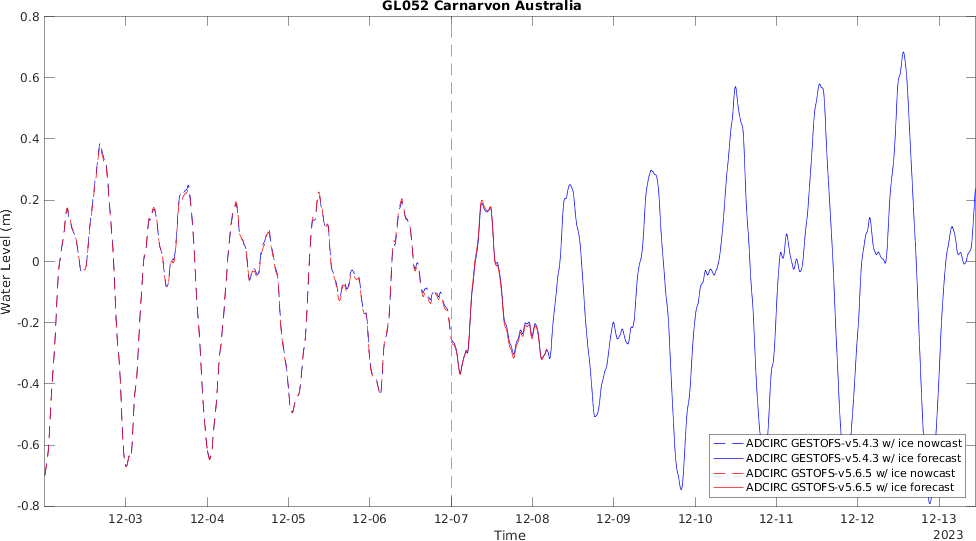 GL052 Carnarvon Australia
Water Level (m)
0.8
0.6
0.4
0.2
0
-0.2
-0.4
-0.6
-0.8
ADCIRC GESTOFS-v5.4.3 w/ ice nowcast
ADCIRC GESTOFS-v5.4.3 w/ ice forecast
ADCIRC GSTOFS-v5.6.5 w/ ice nowcast
ADCIRC GSTOFS-v5.6.5 w/ ice forecast
12-03 12-04 12-05 12-06 12-07 12-08 12-09 12-10 12-11 12-12 12-13
Time
2023